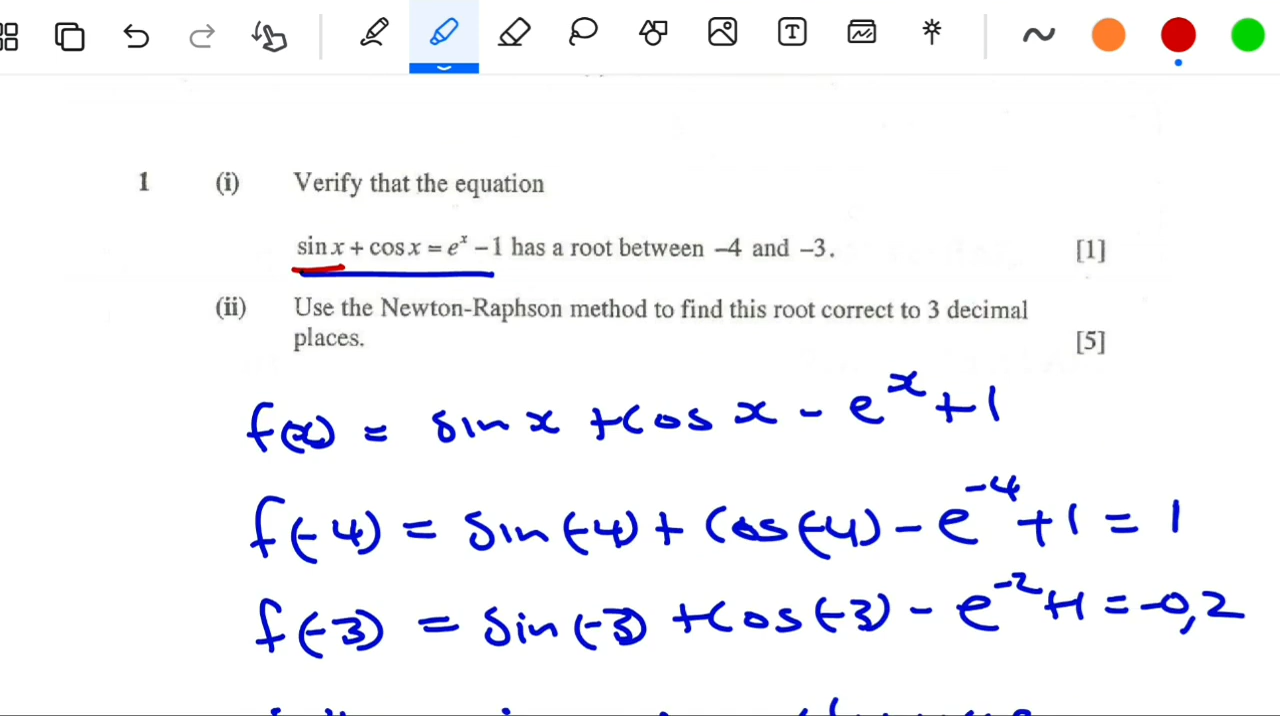 1 (i) Verify that the equation
sin x + cos x = eˣ − 1 has a root between −4 and −3. [1]
(ii) Use the Newton-Raphson method to find this root correct to 3 decimal
places. [5]
f(x) = sin x + cos x - eˣ + 1
f(-4) = sin(-4) + cos(-4) - e⁻⁴ + 1 = 1
f(-3) = sin(-3) + cos(-3) - e⁻² + 1 = -0,2